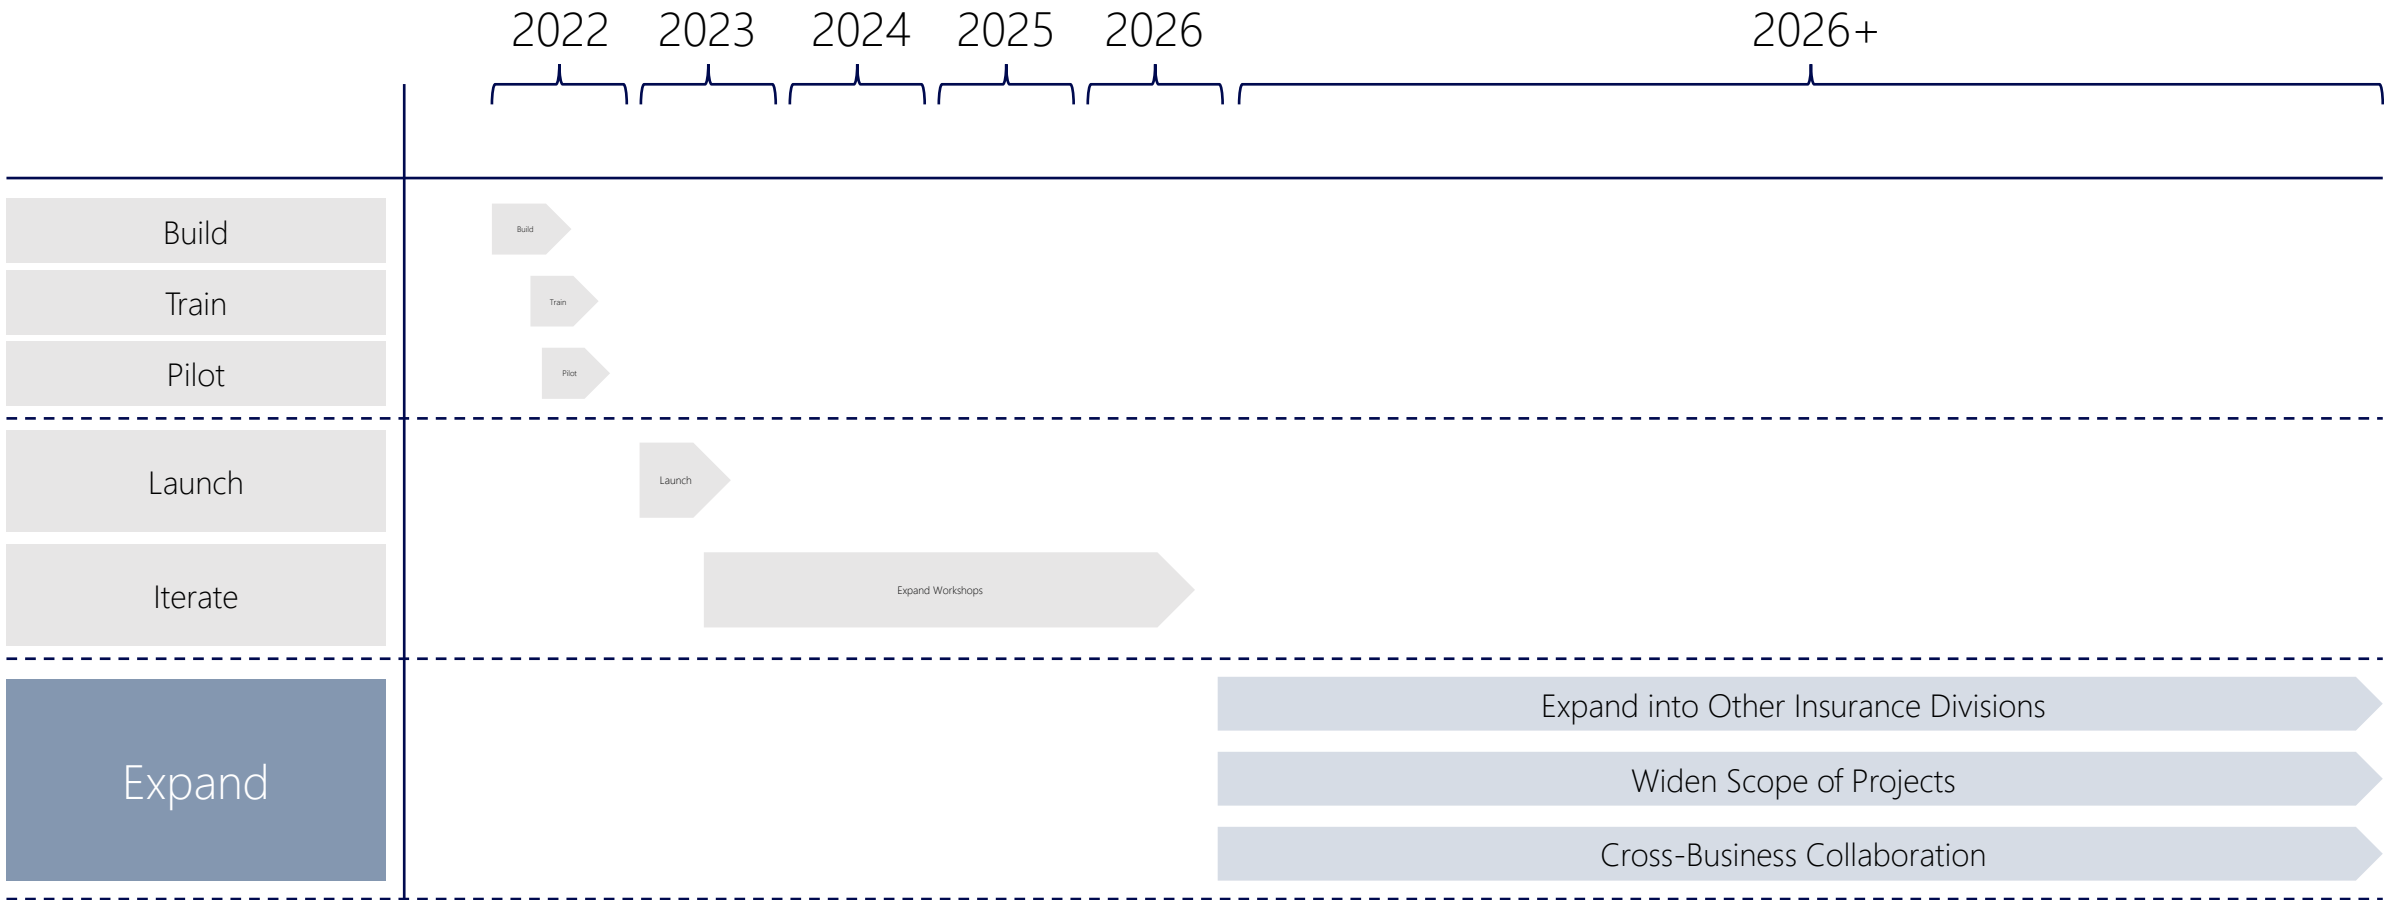 2022 2023 2024 2025 2026 2026+
Build
Build
Train
Train
Pilot
Pilot
Launch
Launch
Iterate
Expand Workshops
Expand
Expand into Other Insurance Divisions
Widen Scope of Projects
Cross-Business Collaboration